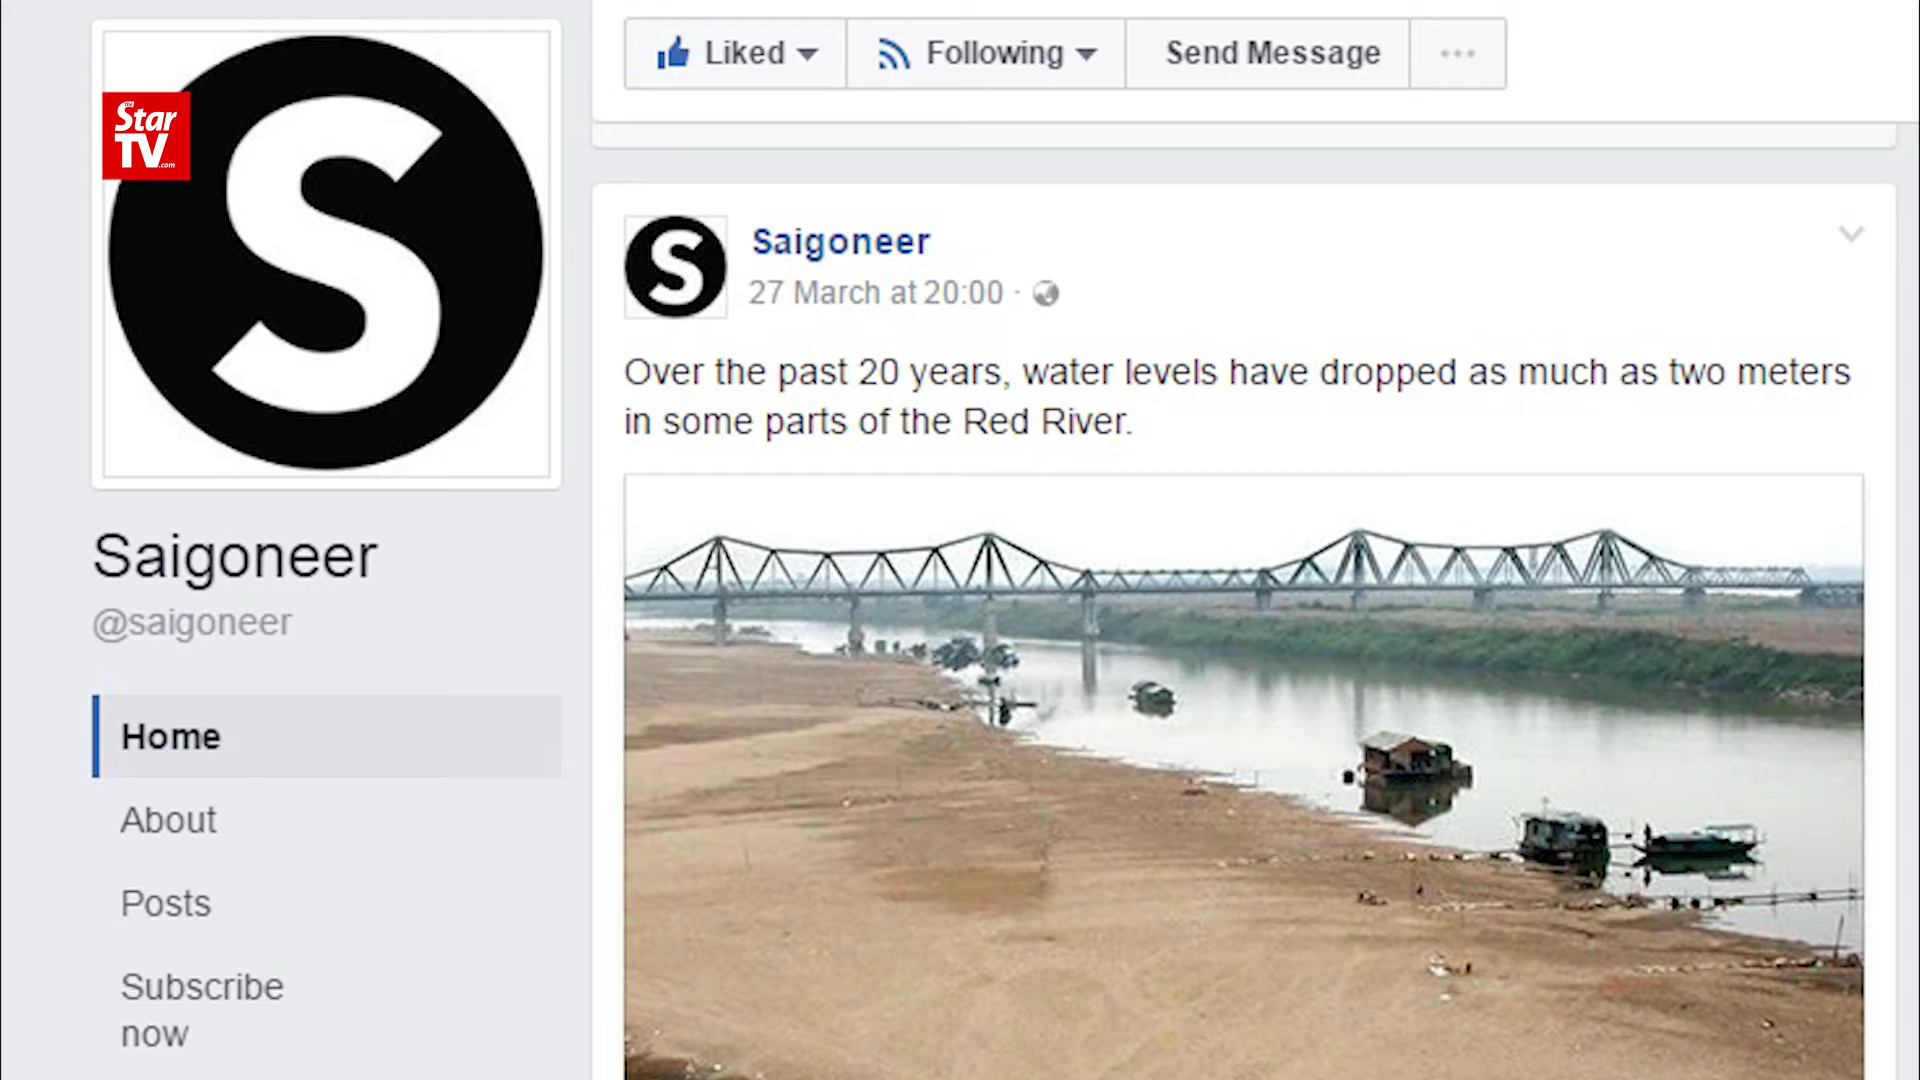 The Star
TV.com
S
Saigoneer
@saigoneer
Home
About
Posts
Subscribe
now
Liked
Following
Send Message
S
Saigoneer
27 March at 20:00 ·
Over the past 20 years, water levels have dropped as much as two meters
in some parts of the Red River.